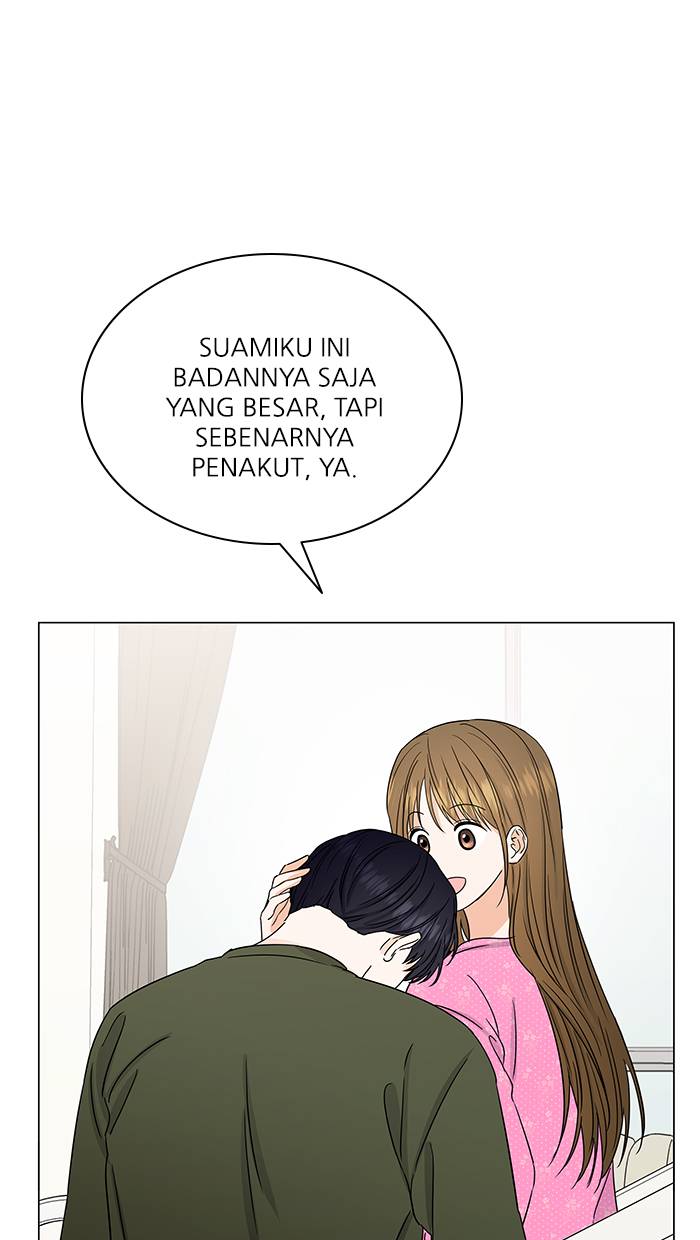 SUAMIKU INI
BADANNYA SAJA
YANG BESAR, TAPI
SEBENARNYA
PENAKUT, YA.